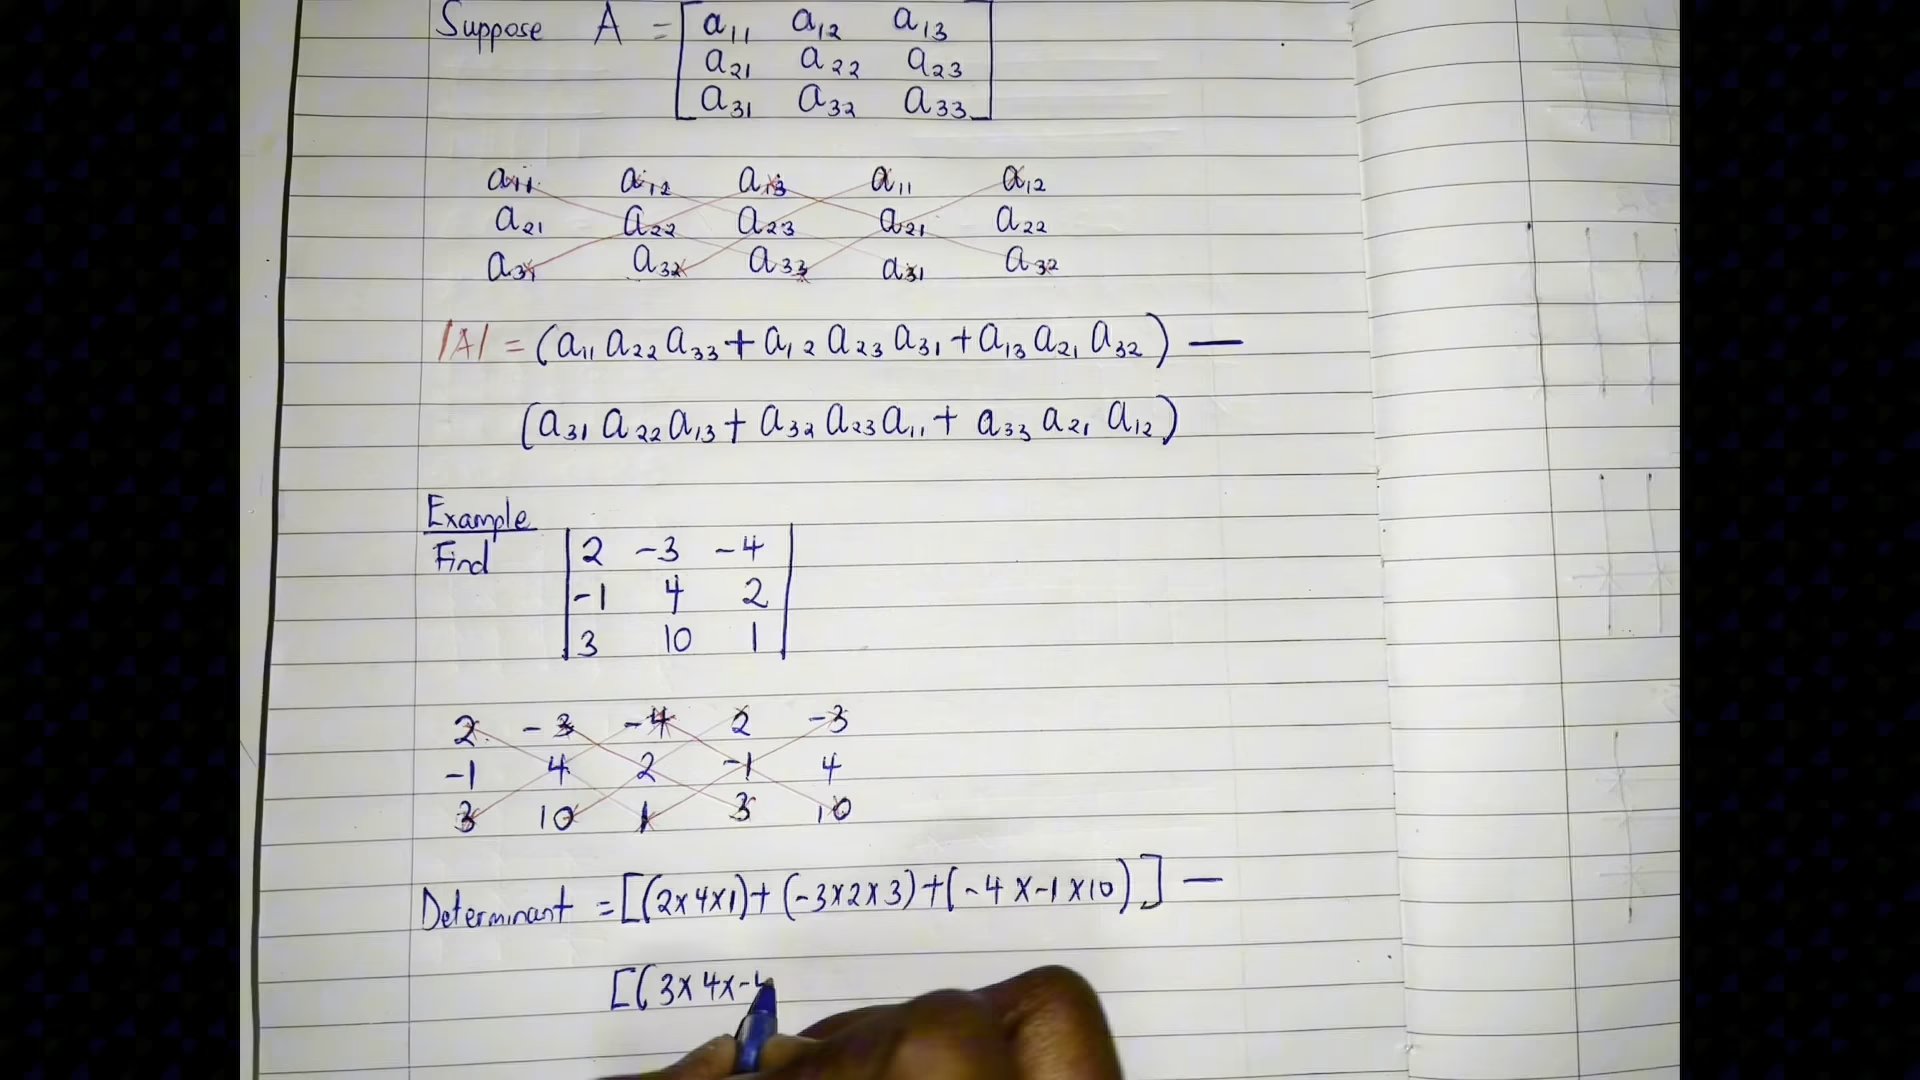 Suppose A = [a₁₁ a₁₂ a₁₃
a₂₁ a₂₂ a₂₃
a₃₁ a₃₂ a₃₃]
a₁₁ a₁₂ a₁₃ a₁₁ a₁₂
a₂₁ a₂₂ a₂₃ a₂₁ a₂₂
a₃₁ a₃₂ a₃₃ a₃₁ a₃₂
|A| = (a₁₁ a₂₂ a₃₃ + a₁₂ a₂₃ a₃₁ + a₁₃ a₂₁ a₃₂) —
(a₃₁ a₂₂ a₁₃ + a₃₂ a₂₃ a₁₁ + a₃₃ a₂₁ a₁₂)
Example
Find |2 -3 -4|
|-1 4 2|
|3 10 1|
2 -3 -4 2 -3
-1 4 2 -1 4
3 10 1 3 10
Determinant = [(2×4×1)+(-3×2×3)+(-4×-1×10)] —
[(3×4×-4